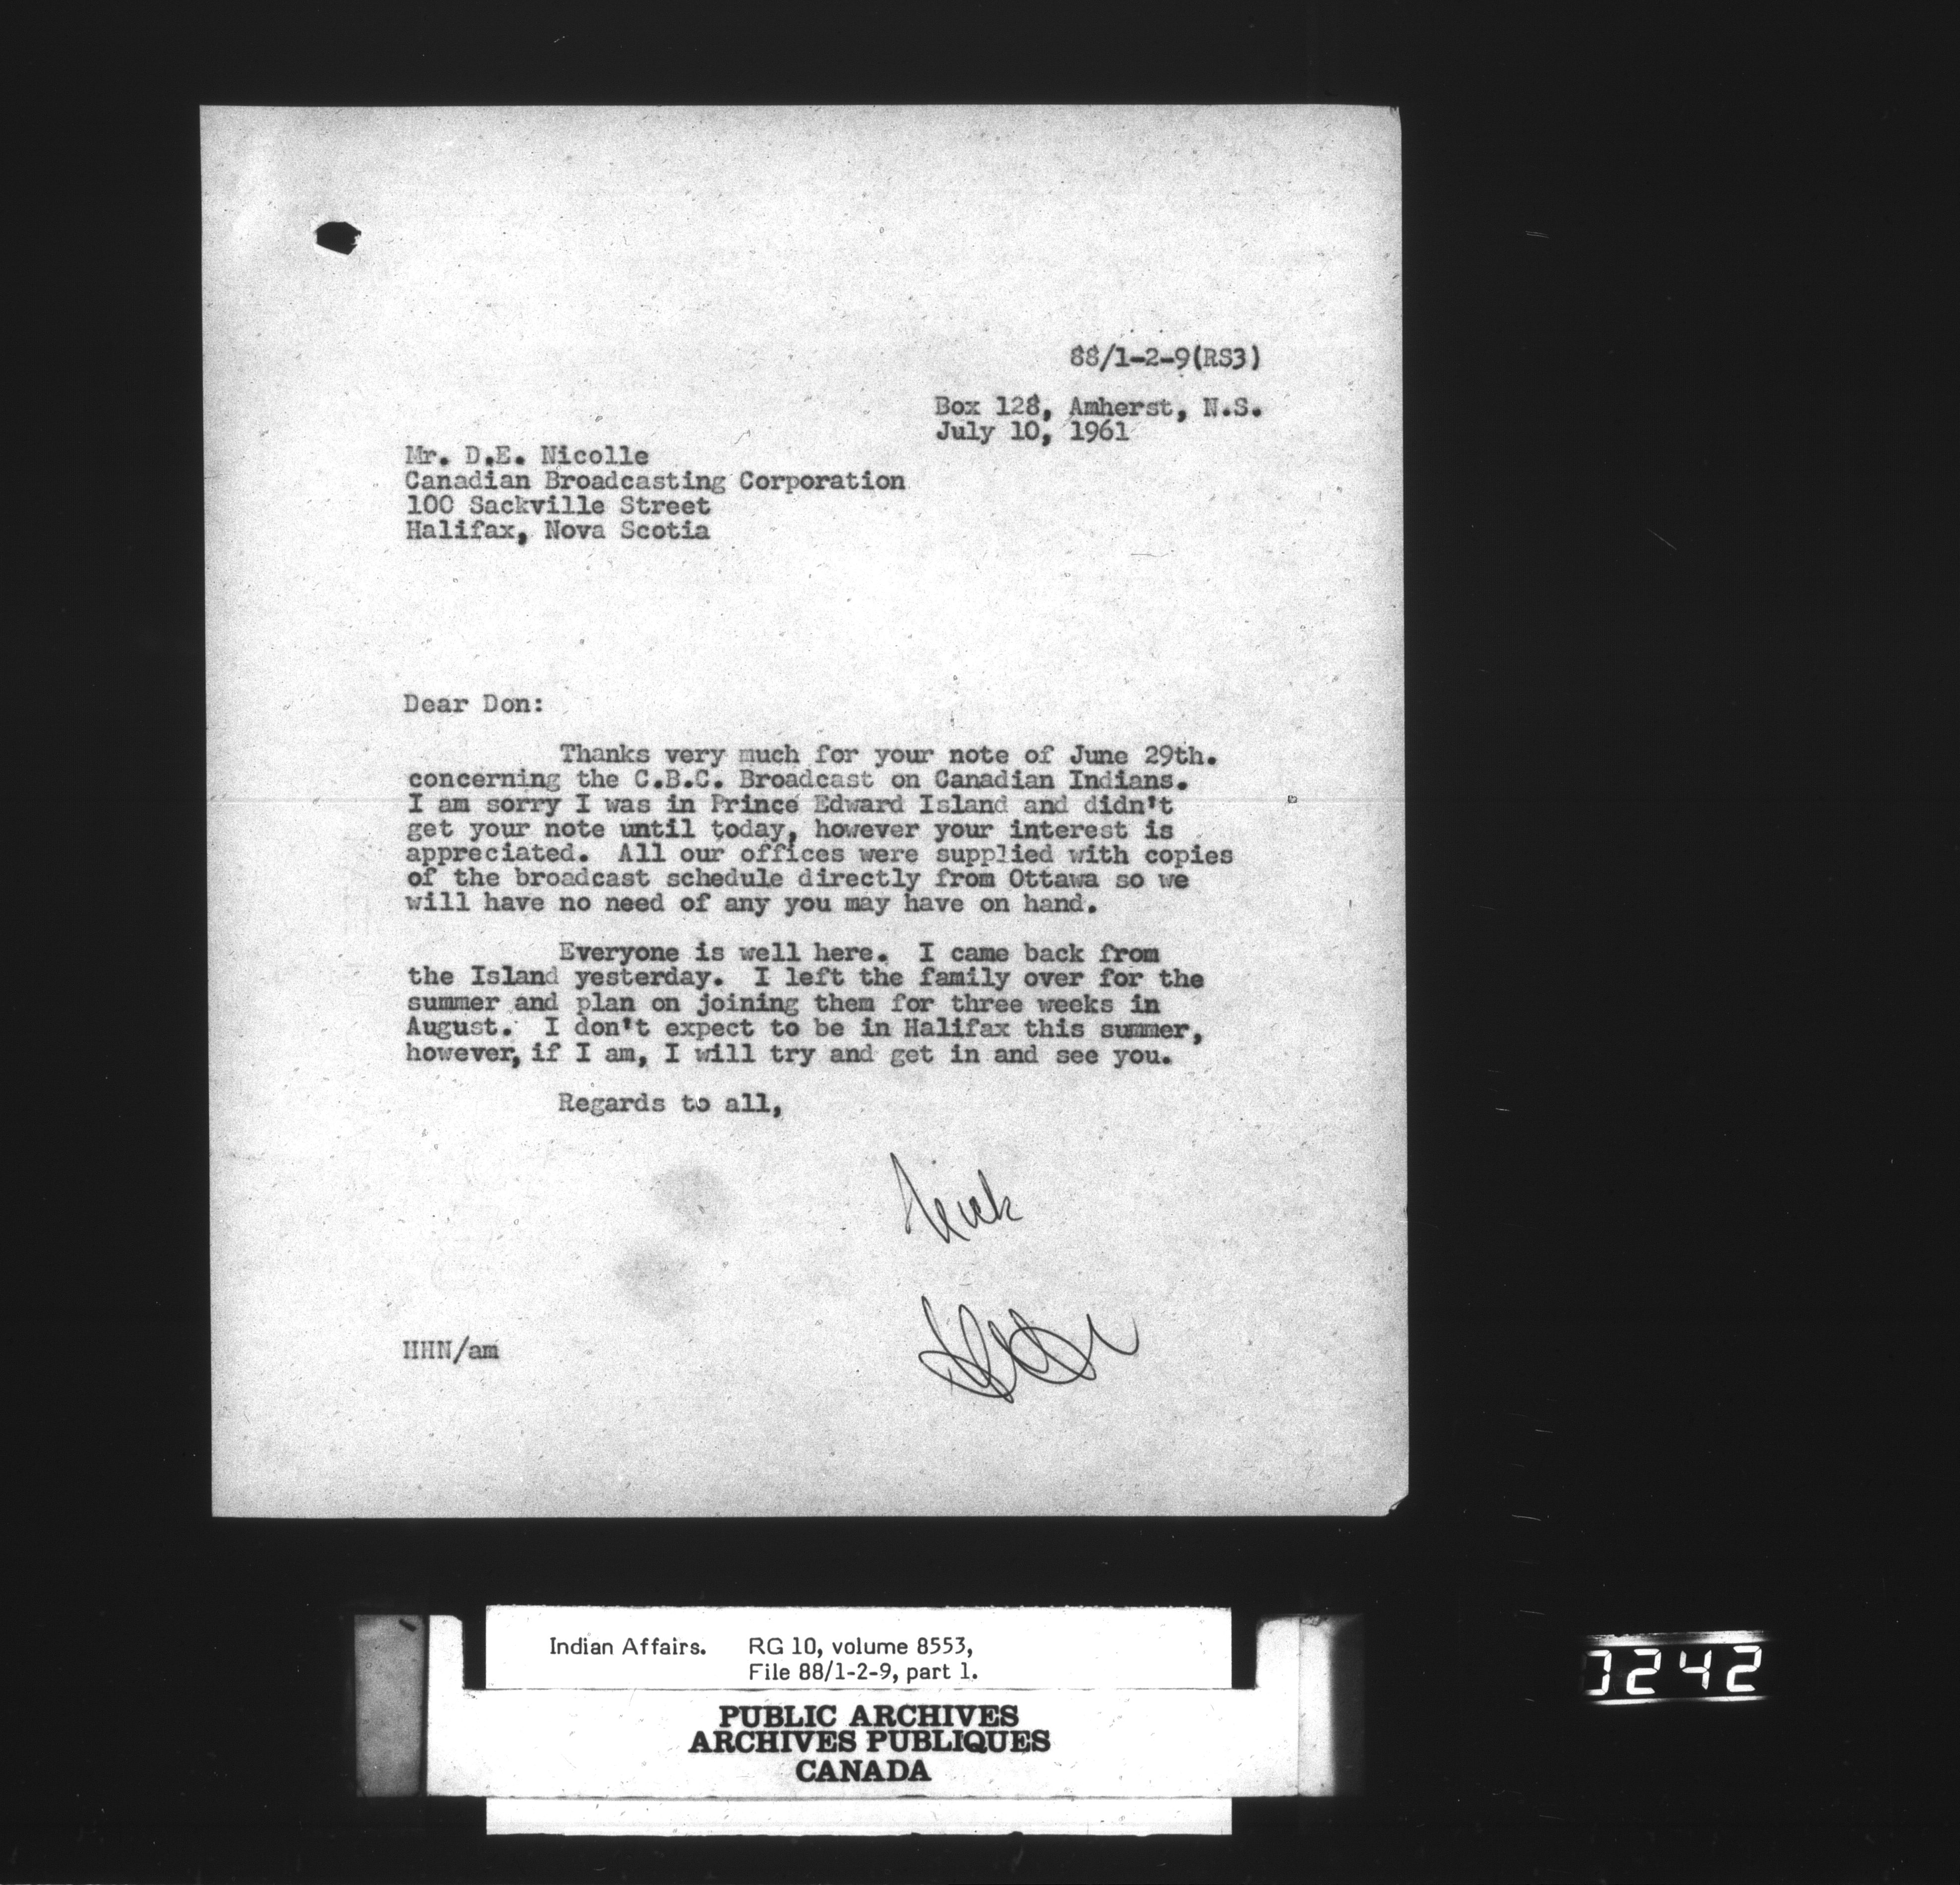 88/1-2-9(RS3)
Box 128, Amherst, N.S.
July 10, 1961
Mr. D.E. Nicolle
Canadian Broadcasting Corporation
100 Sackville Street
Halifax, Nova Scotia
Dear Don:
Thanks very much for your note of June 29th.
concerning the C.B.C. Broadcast on Canadian Indians.
I am sorry I was in Prince Edward Island and didn't
get your note until today, however your interest is
appreciated. All our offices were supplied with copies
of the broadcast schedule directly from Ottawa so we
will have no need of any you may have on hand.
Everyone is well here. I came back from
the Island yesterday. I left the family over for the
summer and plan on joining them for three weeks in
August. I don't expect to be in Halifax this summer,
however, if I am, I will try and get in and see you.
Regards to all,
HHN/am
Indian Affairs. RG 10, volume 8553,
File 88/1-2-9, part 1.
PUBLIC ARCHIVES
ARCHIVES PUBLIQUES
CANADA
0242